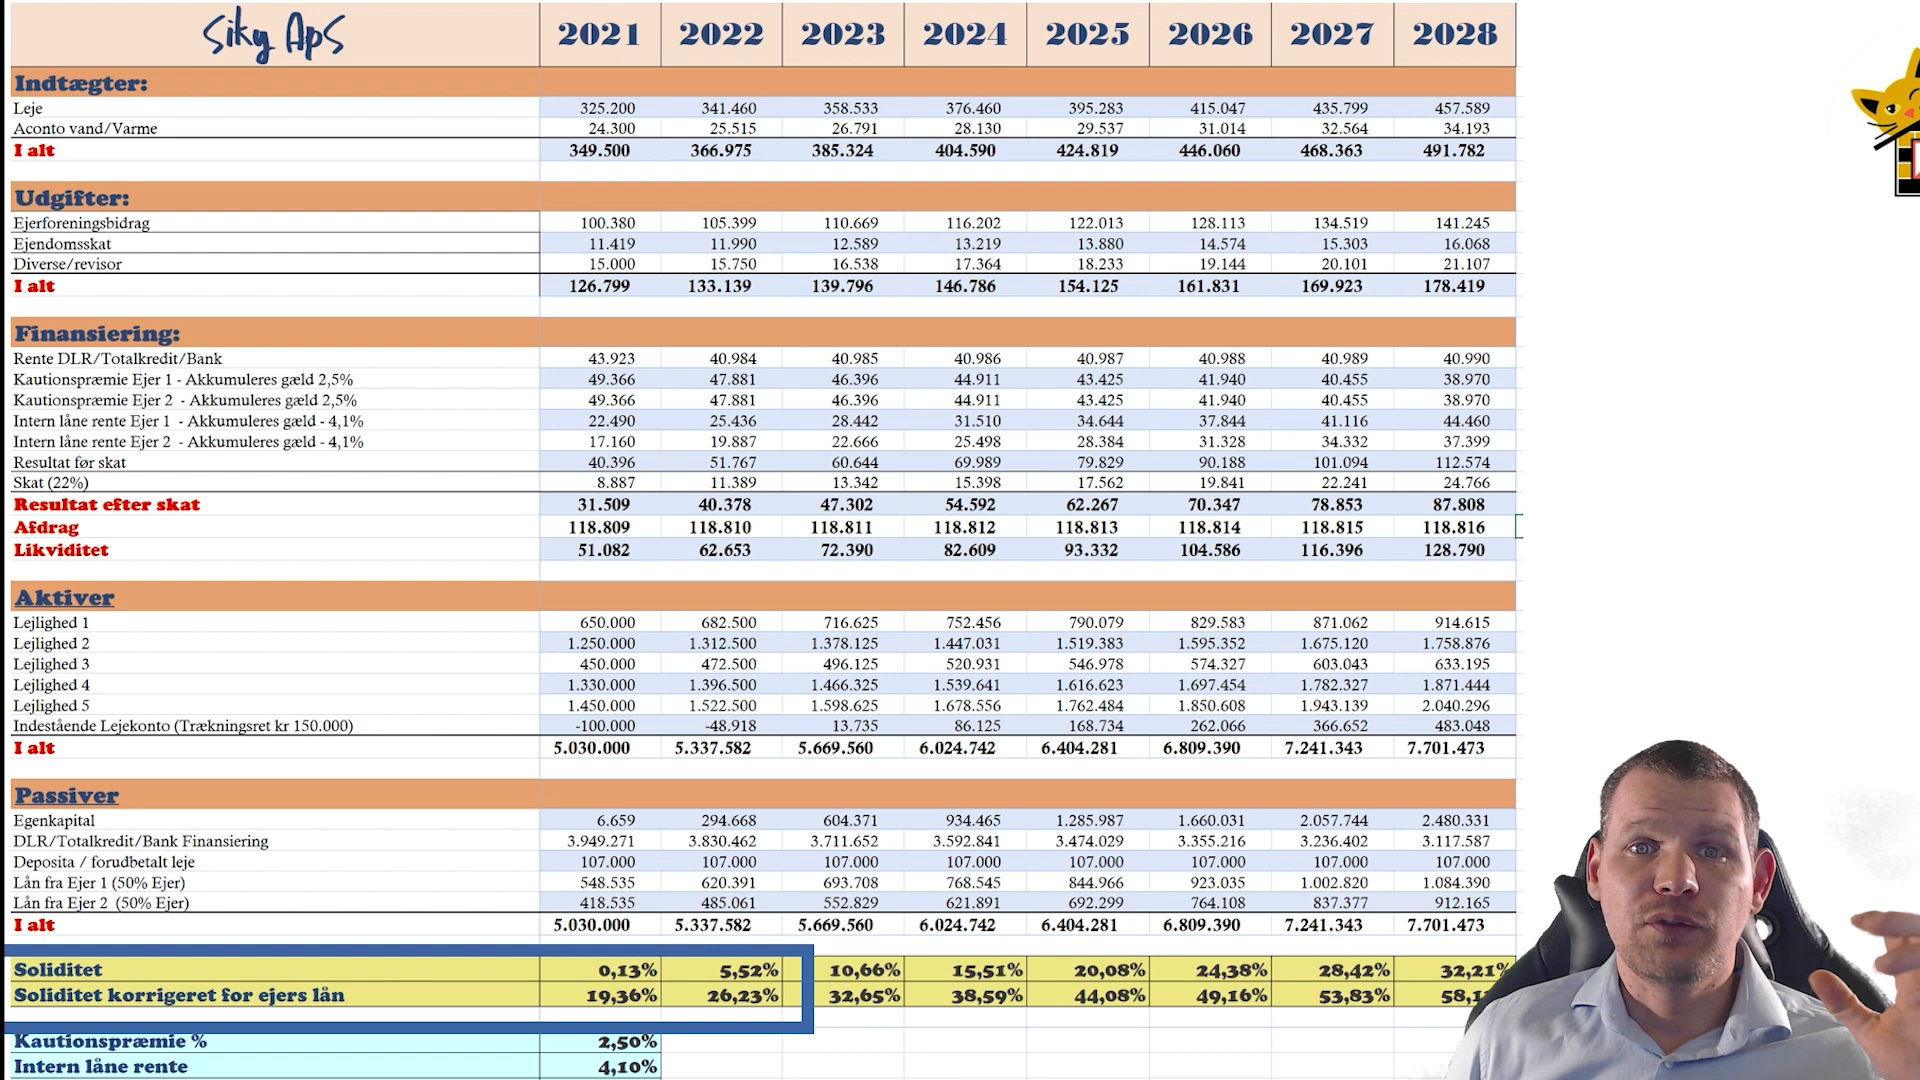 Siky ApS 2021 2022 2023 2024 2025 2026 2027 2028
Indtægter:
Leje 325.200 341.460 358.533 376.460 395.283 415.047 435.799 457.589
Aconto vand/Varme 24.300 25.515 26.791 28.130 29.537 31.014 32.564 34.193
I alt 349.500 366.975 385.324 404.590 424.819 446.060 468.363 491.782
Udgifter:
Ejerforeningsbidrag 100.380 105.399 110.669 116.202 122.013 128.113 134.519 141.245
Ejendomsskat 11.419 11.990 12.589 13.219 13.880 14.574 15.303 16.068
Diverse/revisor 15.000 15.750 16.538 17.364 18.233 19.144 20.101 21.107
I alt 126.799 133.139 139.796 146.786 154.125 161.831 169.923 178.419
Finansiering:
Rente DLR/Totalkredit/Bank 43.923 40.984 40.985 40.986 40.987 40.988 40.989 40.990
Kautionspræmie Ejer 1 - Akkumuleres gæld 2,5% 49.366 47.881 46.396 44.911 43.425 41.940 40.455 38.970
Kautionspræmie Ejer 2 - Akkumuleres gæld 2,5% 49.366 47.881 46.396 44.911 43.425 41.940 40.455 38.970
Intern låne rente Ejer 1 - Akkumuleres gæld - 4,1% 22.490 25.436 28.442 31.510 34.644 37.844 41.116 44.460
Intern låne rente Ejer 2 - Akkumuleres gæld - 4,1% 17.160 19.887 22.666 25.498 28.384 31.328 34.332 37.399
Resultat før skat 40.396 51.767 60.644 69.989 79.829 90.188 101.094 112.574
Skat (22%) 8.887 11.389 13.342 15.398 17.562 19.841 22.241 24.766
Resultat efter skat 31.509 40.378 47.302 54.592 62.267 70.347 78.853 87.808
Afdrag 118.809 118.810 118.811 118.812 118.813 118.814 118.815 118.816
Likviditet 51.082 62.653 72.390 82.609 93.332 104.586 116.396 128.790
Aktiver
Lejlighed 1 650.000 682.500 716.625 752.456 790.079 829.583 871.062 914.615
Lejlighed 2 1.250.000 1.312.500 1.378.125 1.447.031 1.519.383 1.595.352 1.675.120 1.758.876
Lejlighed 3 450.000 472.500 496.125 520.931 546.978 574.327 603.043 633.195
Lejlighed 4 1.330.000 1.396.500 1.466.325 1.539.641 1.616.623 1.697.454 1.782.327 1.871.444
Lejlighed 5 1.450.000 1.522.500 1.598.625 1.678.556 1.762.484 1.850.608 1.943.139 2.040.296
Indestående Lejekonto (Trækningsret kr 150.000) -100.000 -48.918 13.735 86.125 168.734 262.066 366.652 483.048
I alt 5.030.000 5.337.582 5.669.560 6.024.742 6.404.281 6.809.390 7.241.343 7.701.473
Passiver
Egenkapital 6.659 294.668 604.371 934.465 1.285.987 1.660.031 2.057.744 2.480.331
DLR/Totalkredit/Bank Finansiering 3.949.271 3.830.462 3.711.652 3.592.841 3.474.029 3.355.216 3.236.402 3.117.587
Deposita / forudbetalt leje 107.000 107.000 107.000 107.000 107.000 107.000 107.000 107.000
Lån fra Ejer 1 (50% Ejer) 548.535 620.391 693.708 768.545 844.966 923.035 1.002.820 1.084.390
Lån fra Ejer 2 (50% Ejer) 418.535 485.061 552.829 621.891 692.299 764.108 837.377 912.165
I alt 5.030.000 5.337.582 5.669.560 6.024.742 6.404.281 6.809.390 7.241.343 7.701.473
Soliditet 0,13% 5,52% 10,66% 15,51% 20,08% 24,38% 28,42% 32,21%
Soliditet korrigeret for ejers lån 19,36% 26,23% 32,65% 38,59% 44,08% 49,16% 53,83%
Kautionspræmie % 2,50%
Intern låne rente 4,10%